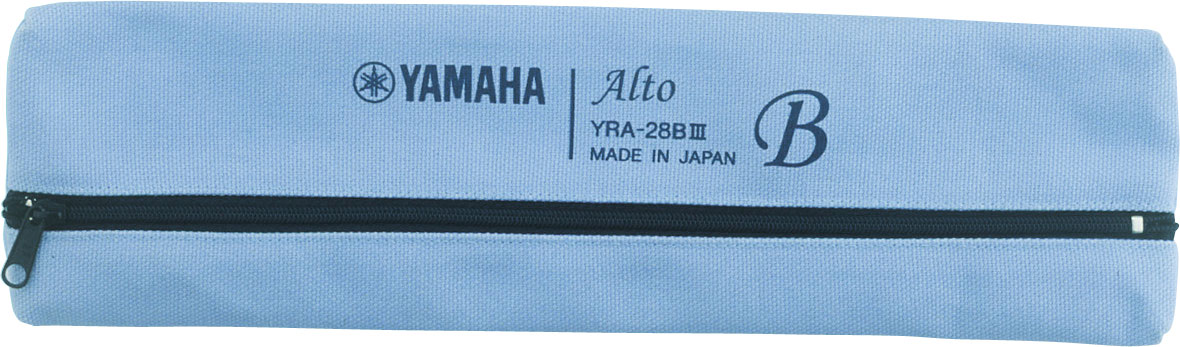 YAMAHA
Alto
YRA-28BⅢ
MADE IN JAPAN
B